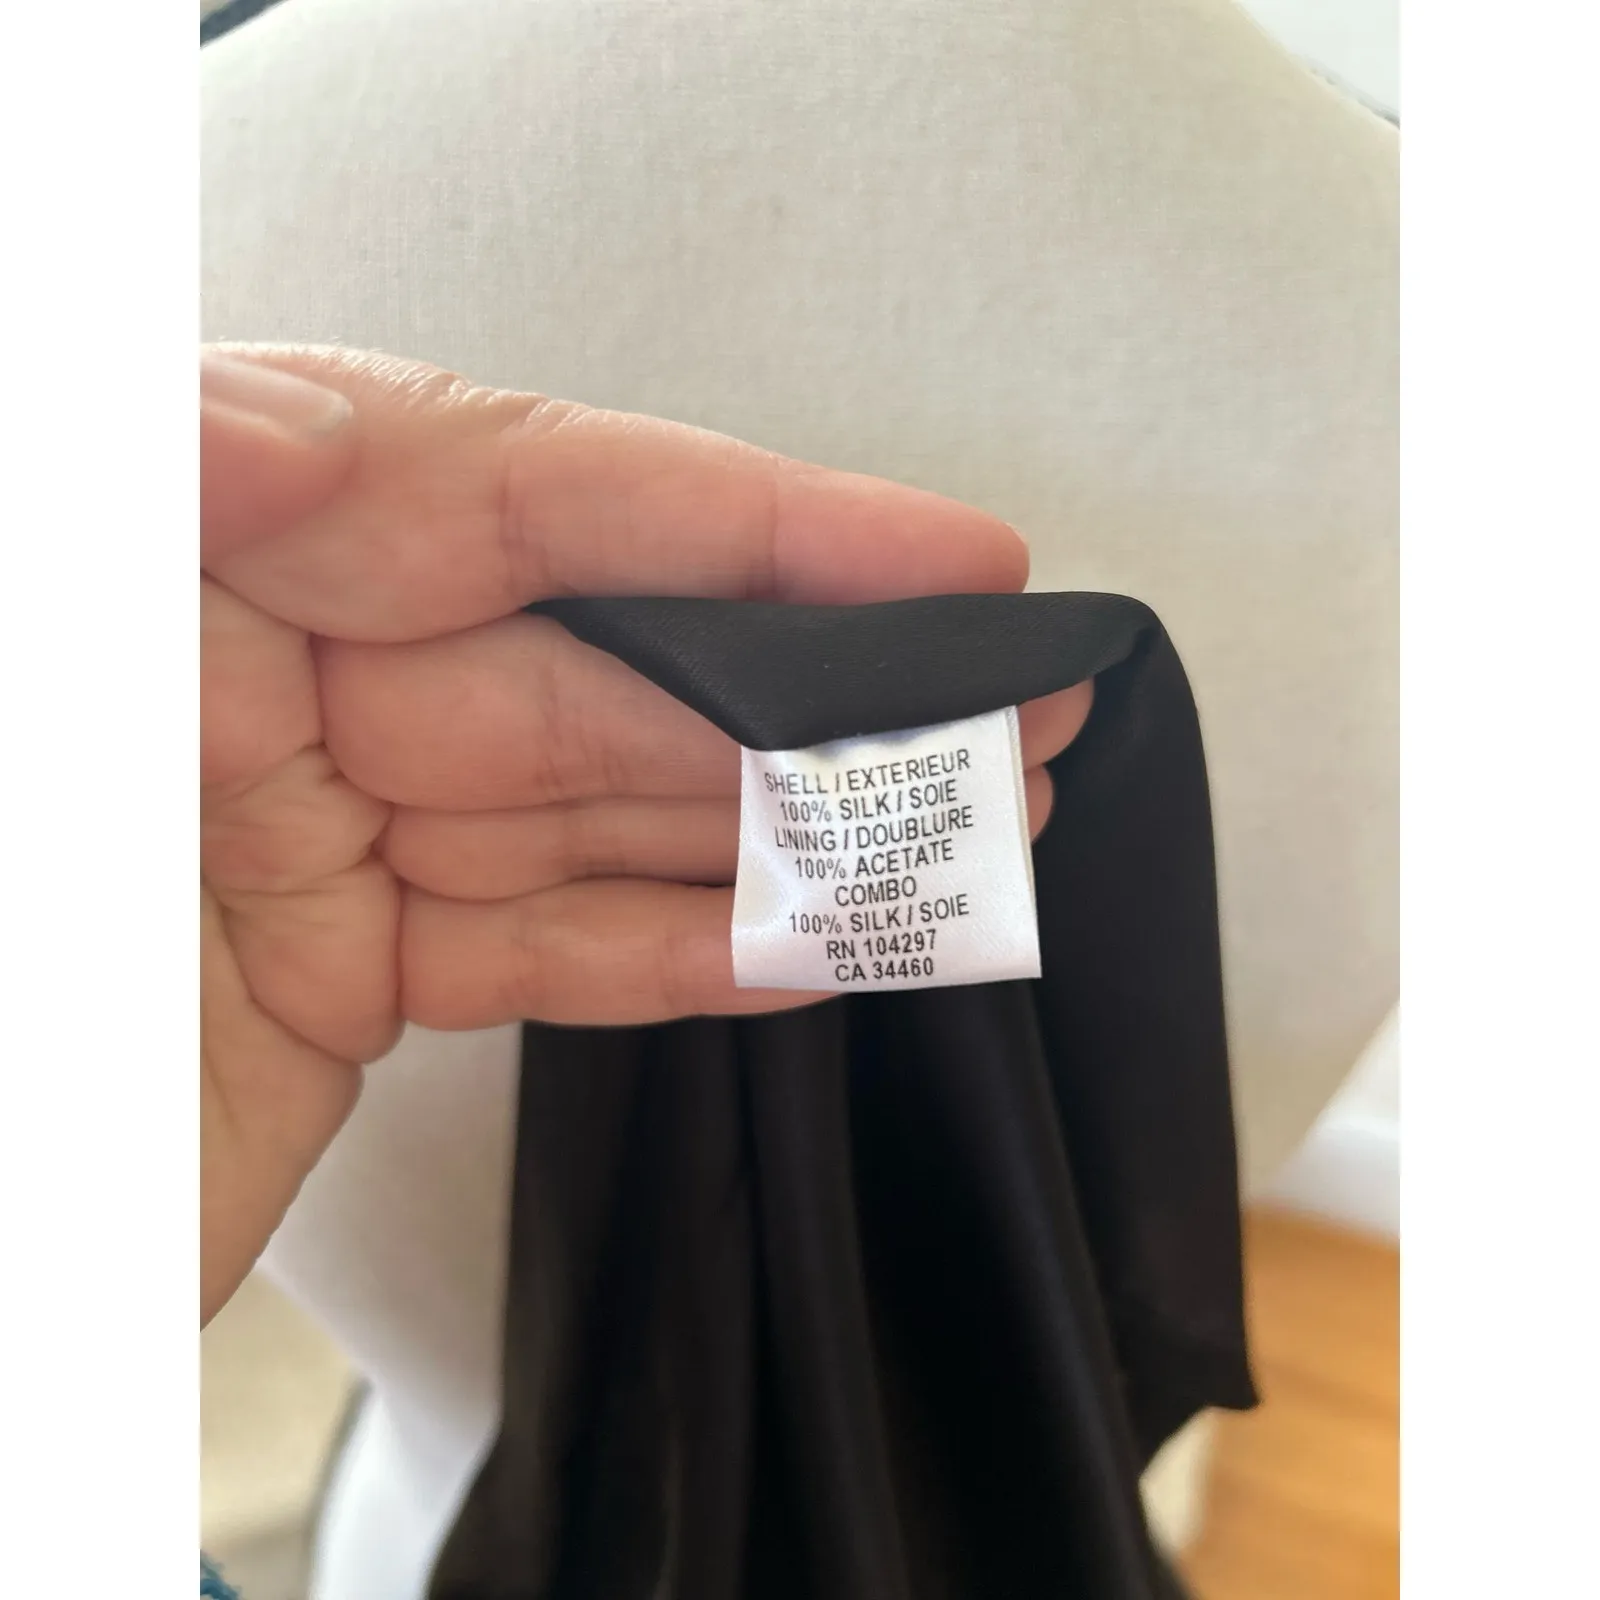 SHELL / EXTERIEUR
100% SILK / SOIE
LINING / DOUBLURE
100% ACETATE
COMBO
100% SILK / SOIE
RN 104297
CA 34460